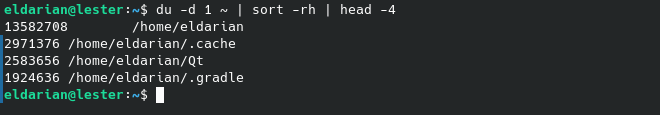 eldarian@lester:~$ du -d 1 ~ | sort -rh | head -4
13582708        /home/eldarian
2971376 /home/eldarian/.cache
2583656 /home/eldarian/Qt
1924636 /home/eldarian/.gradle
eldarian@lester:~$